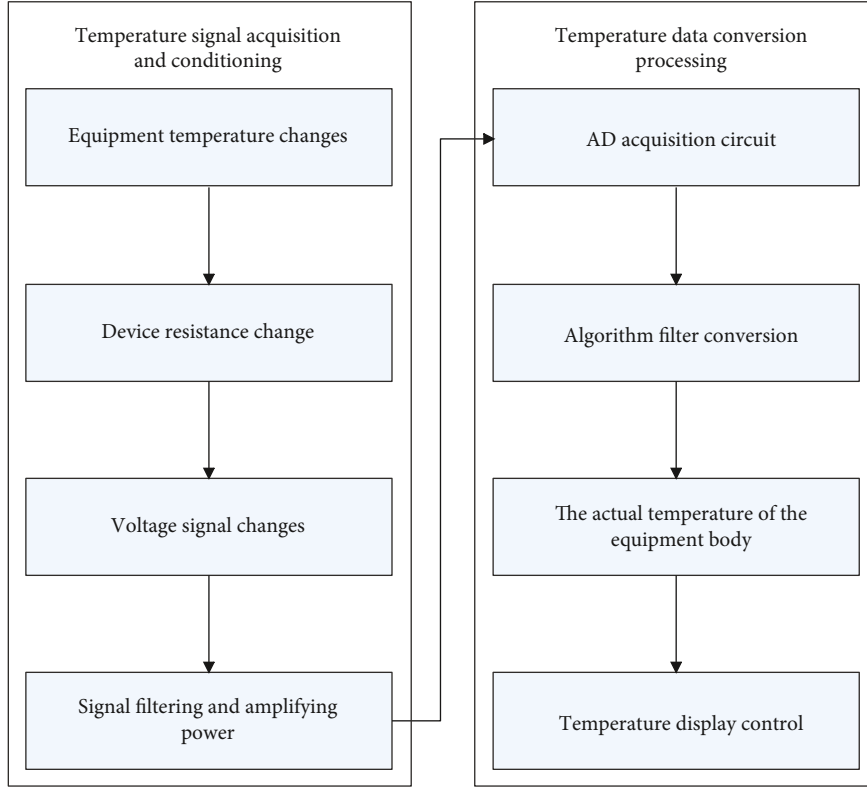 Temperature signal acquisition
and conditioning
Equipment temperature changes
Device resistance change
Voltage signal changes
Signal filtering and amplifying
power
Temperature data conversion
processing
AD acquisition circuit
Algorithm filter conversion
The actual temperature of the
equipment body
Temperature display control